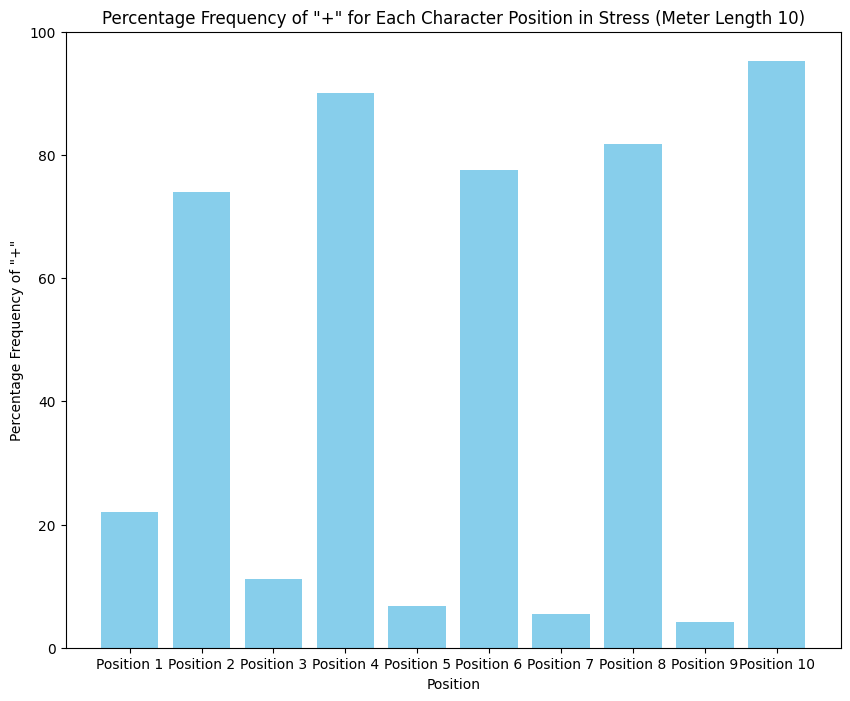 Percentage Frequency of "+" for Each Character Position in Stress (Meter Length 10)
100
80
60
40
20
0
Percentage Frequency of "+"
Position 1 Position 2 Position 3 Position 4 Position 5 Position 6 Position 7 Position 8 Position 9 Position 10
Position